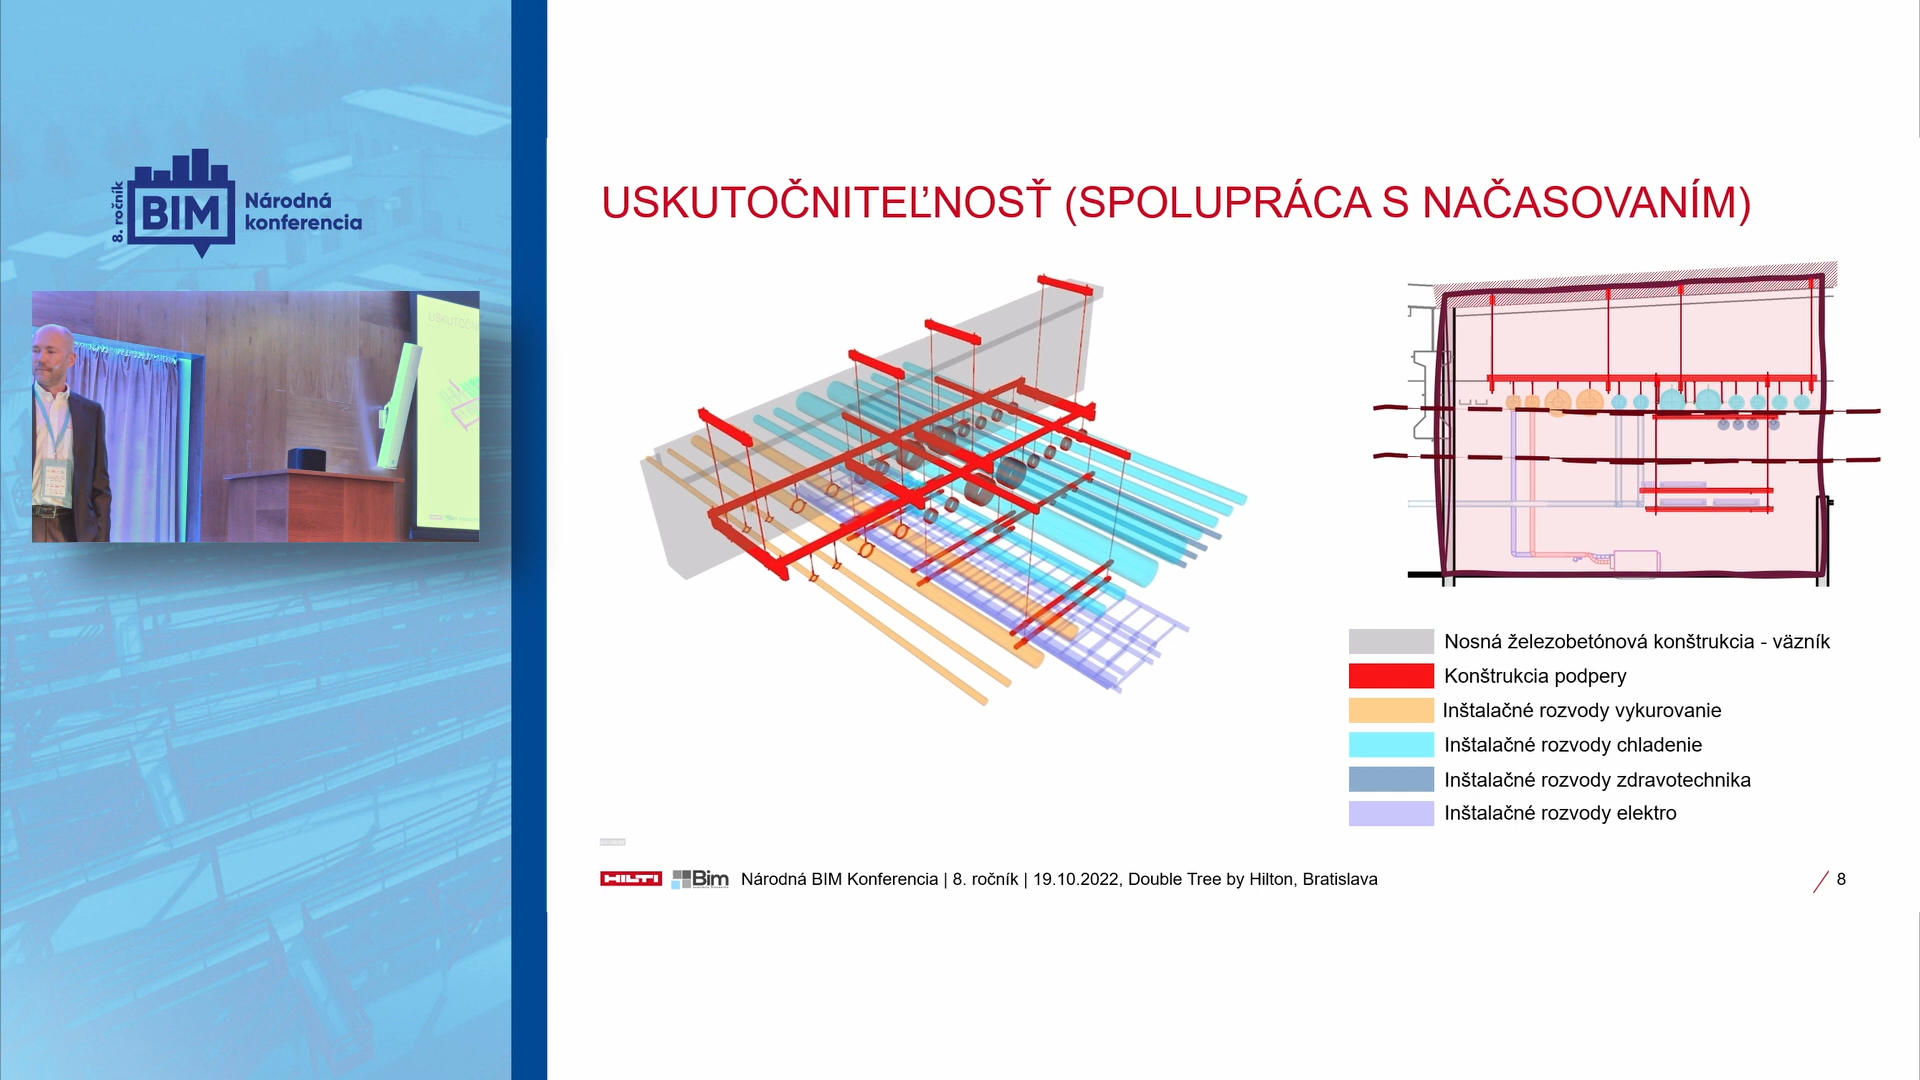 8. ročník
BIM
Národná
konferencia
USKUTOČNITEĽNOSŤ (SPOLUPRÁCA S NAČASOVANÍM)
Nosná železobetónová konštrukcia - väzník
Konštrukcia podpery
Inštalačné rozvody vykurovanie
Inštalačné rozvody chladenie
Inštalačné rozvody zdravotechnika
Inštalačné rozvody elektro
HILTI Bim Národná BIM Konferencia | 8. ročník | 19.10.2022, Double Tree by Hilton, Bratislava
8